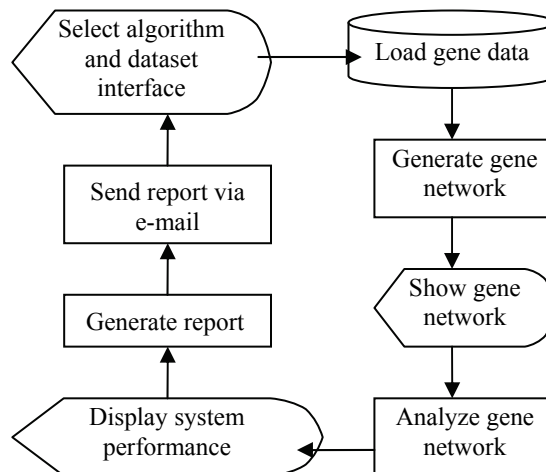 Select algorithm
and dataset
interface
Load gene data
Generate gene
network
Show gene
network
Analyze gene
network
Display system
performance
Generate report
Send report via
e-mail